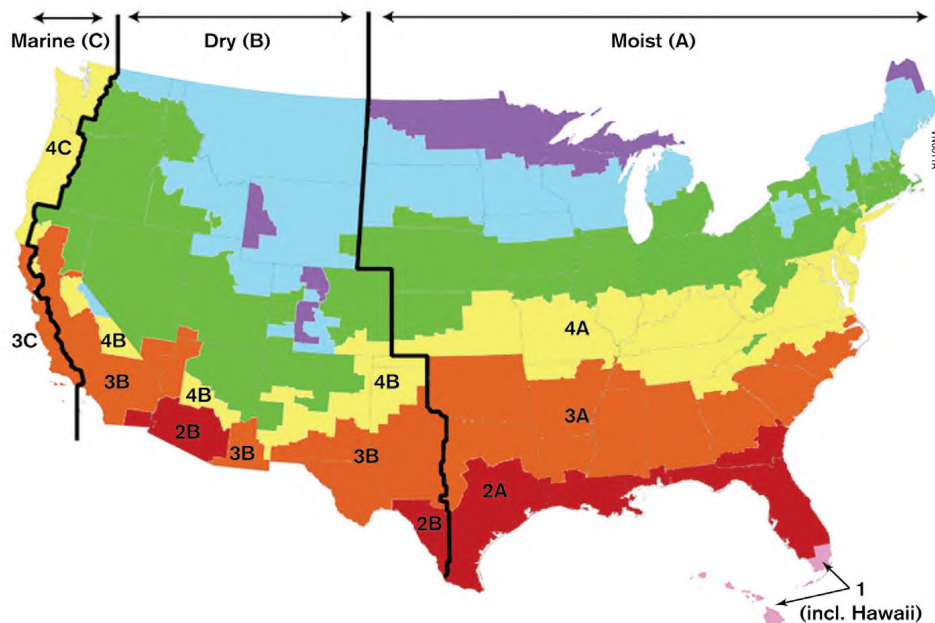 Marine (C)
Dry (B)
Moist (A)
4C
3C
4B
3B
4B
2B
3B
4B
3B
2B
4A
3A
2A
1
(incl. Hawaii)